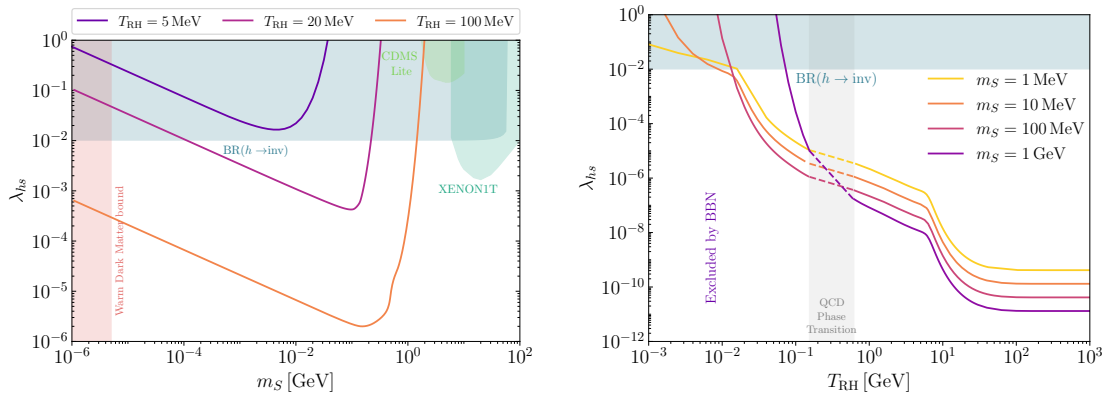 T_RH = 5 MeV T_RH = 20 MeV T_RH = 100 MeV
10^0
10^−1
10^−2
10^−3
10^−4
10^−5
10^−6
λ_hs
CDMS
Lite
BR(h →inv)
XENON1T
Warm Dark Matter bound
10^−6 10^−4 10^−2 10^0 10^2
m_S [GeV]
10^0
10^−2
10^−4
10^−6
10^−8
10^−10
10^−12
λ_hs
BR(h → inv)
m_S = 1 MeV
m_S = 10 MeV
m_S = 100 MeV
m_S = 1 GeV
Excluded by BBN
QCD
Phase
Transition
10^−3 10^−2 10^−1 10^0 10^1 10^2 10^3
T_RH [GeV]